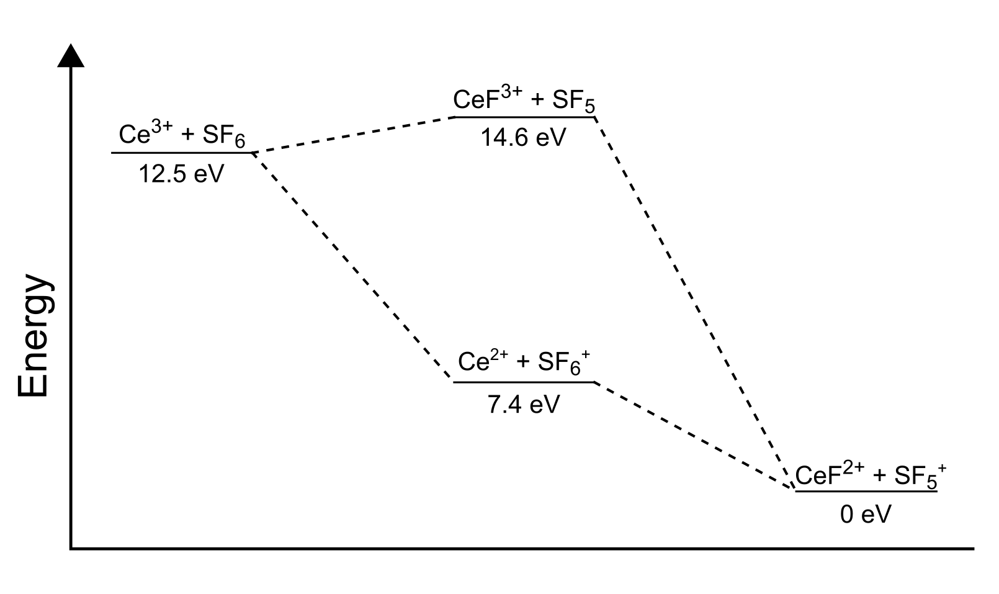 Energy
Ce³⁺ + SF₆
12.5 eV
CeF³⁺ + SF₅
14.6 eV
Ce²⁺ + SF₆⁺
7.4 eV
CeF²⁺ + SF₅⁺
0 eV